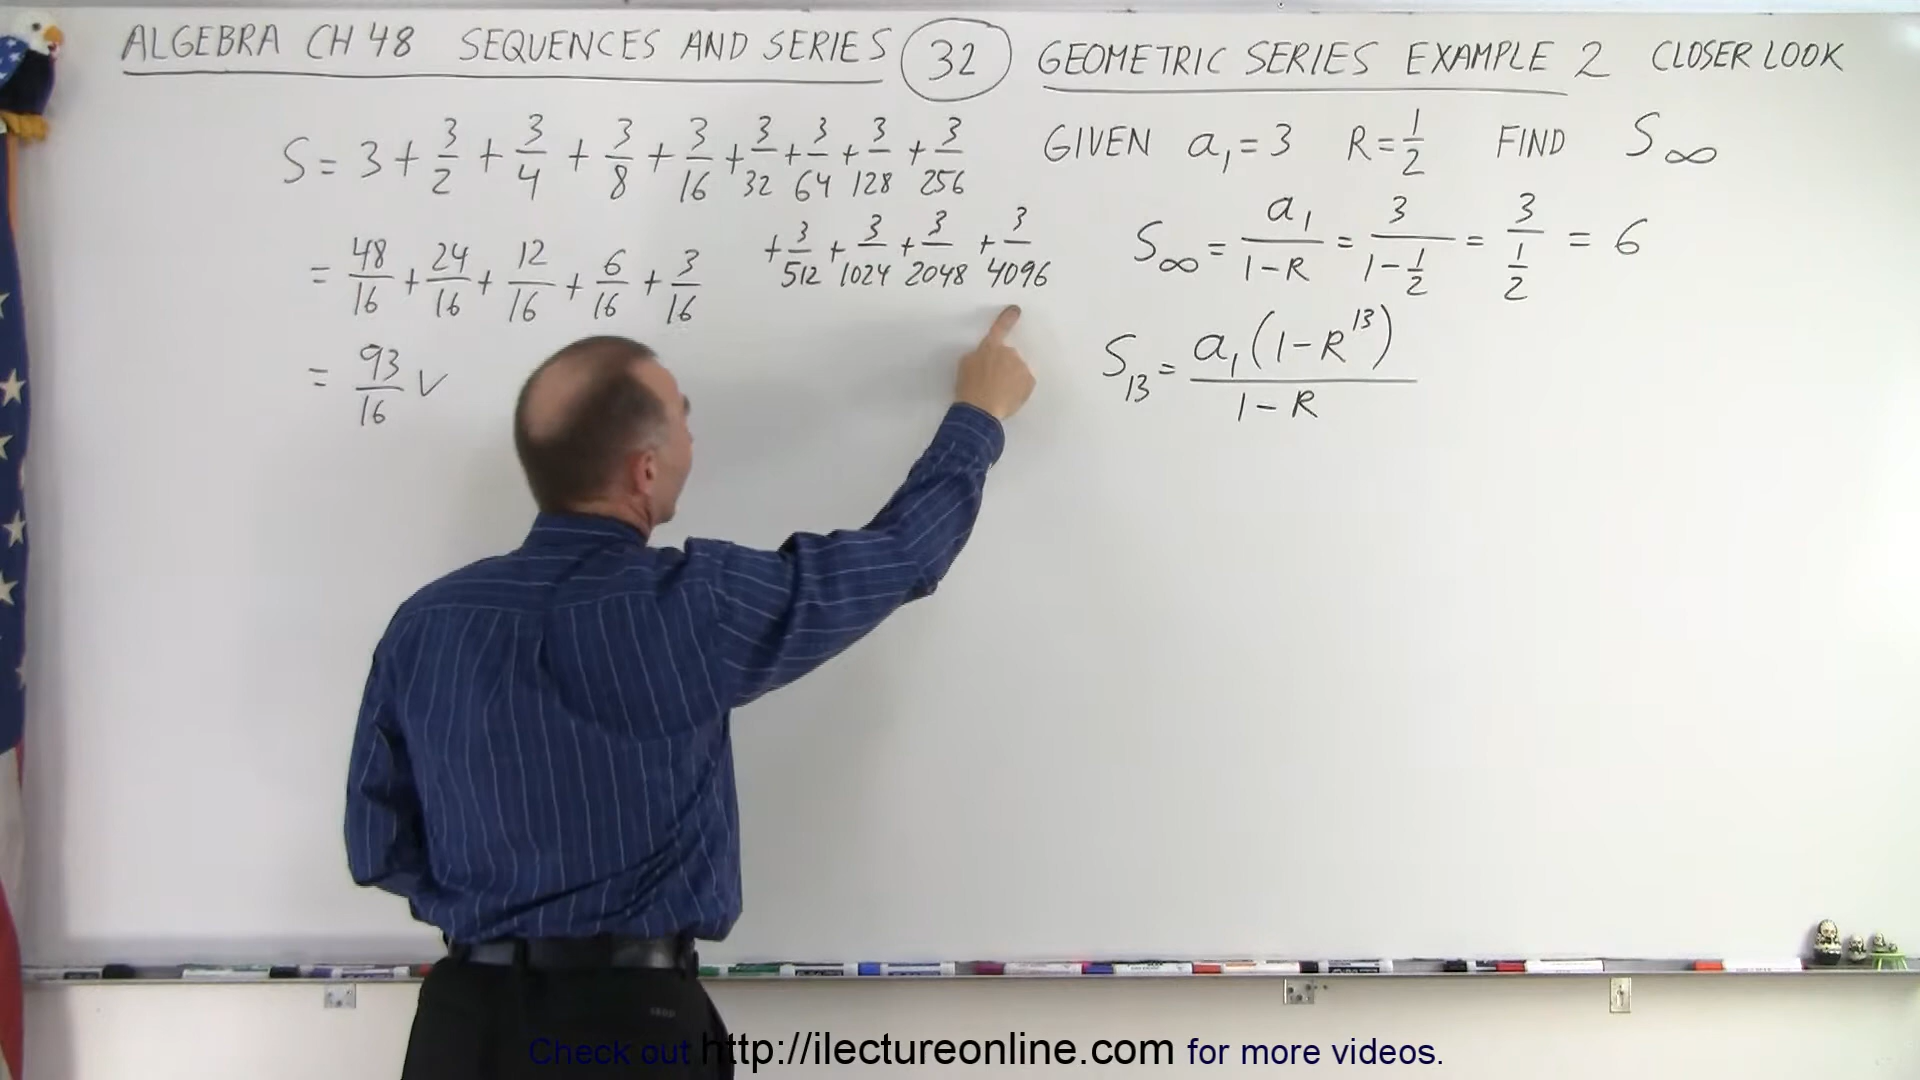 ALGEBRA CH 48 SEQUENCES AND SERIES 32 GEOMETRIC SERIES EXAMPLE 2 CLOSER LOOK
S = 3 + 3/2 + 3/4 + 3/8 + 3/16 + 3/32 + 3/64 + 3/128 + 3/256
+ 3/512 + 3/1024 + 3/2048 + 3/4096
= 48/16 + 24/16 + 12/16 + 6/16 + 3/16
= 93/16 √
GIVEN a₁ = 3 R = 1/2 FIND S∞
S∞ = a₁/(1-R) = 3/(1-1/2) = 3/(1/2) = 6
S₁₃ = a₁(1-R¹³)/(1-R)
Check out http://ilectureonline.com for more videos.